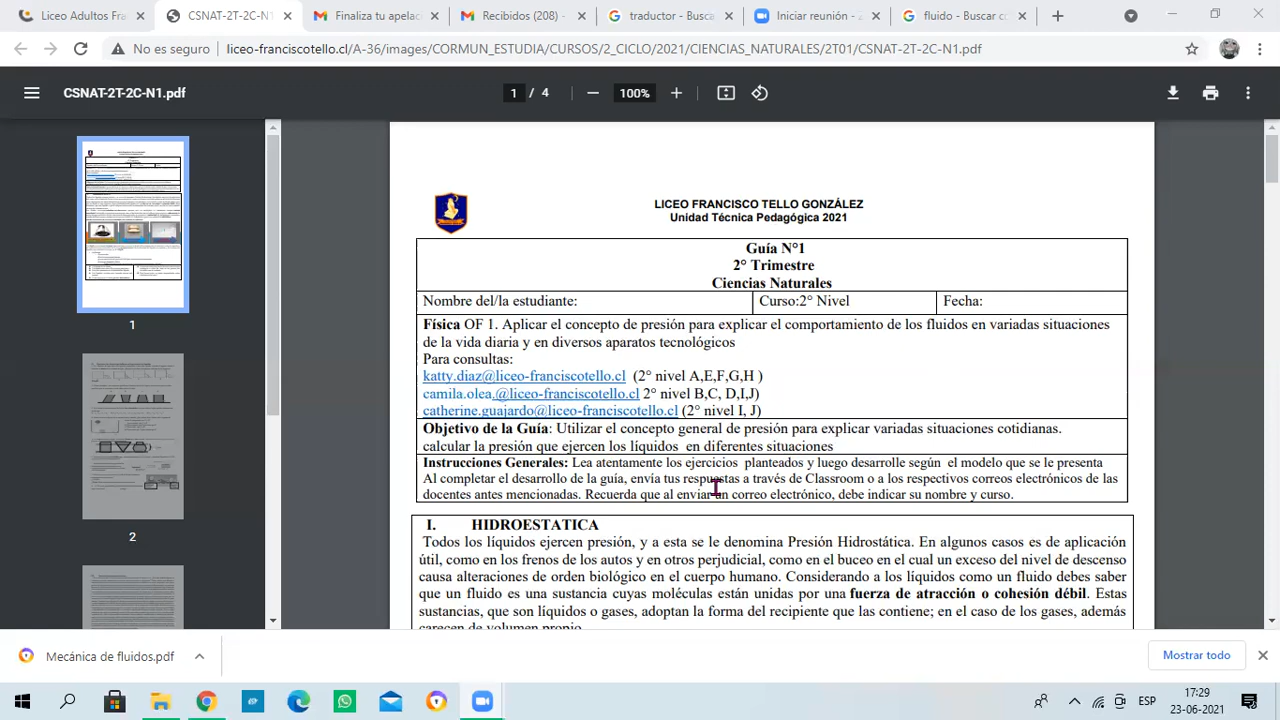 Liceo Adultos Fra
CSNAT-2T-2C-N1
Finaliza tu apelac
Recibidos (208) -
traductor - Busca
Iniciar reunión - Z
fluido - Buscar co
No es seguro
liceo-franciscotello.cl/A-36/images/CORMUN_ESTUDIA/CURSOS/2_CICLO/2021/CIENCIAS_NATURALES/2T01/CSNAT-2T-2C-N1.pdf
CSNAT-2T-2C-N1.pdf
1 / 4
100%
LICEO FRANCISCO TELLO GONZÁLEZ
Unidad Técnica Pedagógica 2021
Guía N°1
2° Trimestre
Ciencias Naturales
Nombre del/la estudiante: Curso:2° Nivel Fecha:
Física OF 1. Aplicar el concepto de presión para explicar el comportamiento de los fluidos en variadas situaciones
de la vida diaria y en diversos aparatos tecnológicos
Para consultas:
katty.diaz@liceo-franciscotello.cl (2° nivel A,E,F,G,H )
camila.olea.@liceo-franciscotello.cl 2° nivel B,C, D,I,J)
catherine.guajardo@liceo-franciscotello.cl (2° nivel I, J)
Objetivo de la Guía: Utilizar el concepto general de presión para explicar variadas situaciones cotidianas.
calcular la presión que ejercen los líquidos en diferentes situaciones
Instrucciones Generales: Lea atentamente los ejercicios planteados y luego desarrolle según el modelo que se le presenta
Al completar el desarrollo de la guía, envia tus respuestas a través de Classroom o a los respectivos correos electrónicos de las
docentes antes mencionadas. Recuerda que al enviar un correo electrónico, debe indicar su nombre y curso.
I. HIDROESTATICA
Todos los líquidos ejercen presión, y a esta se le denomina Presión Hidrostática. En algunos casos es de aplicación
útil, como en los frenos de los autos y en otros perjudicial, como en el buceo en el cual un exceso del nivel de descenso
causa alteraciones de orden biológico en el cuerpo humano. Considerando a los líquidos como un fluido debes saber
que un fluido es una sustancia cuyas moléculas están unidas por una fuerza de atracción o cohesión débil. Estas
sustancias, que son líquidos o gases, adoptan la forma del recipiente que las contiene; en el caso de los gases, además
carecen de volumen propio
1
2
Mecánica de fluidos.pdf
Mostrar todo
ESP
17:29
23-06-2021